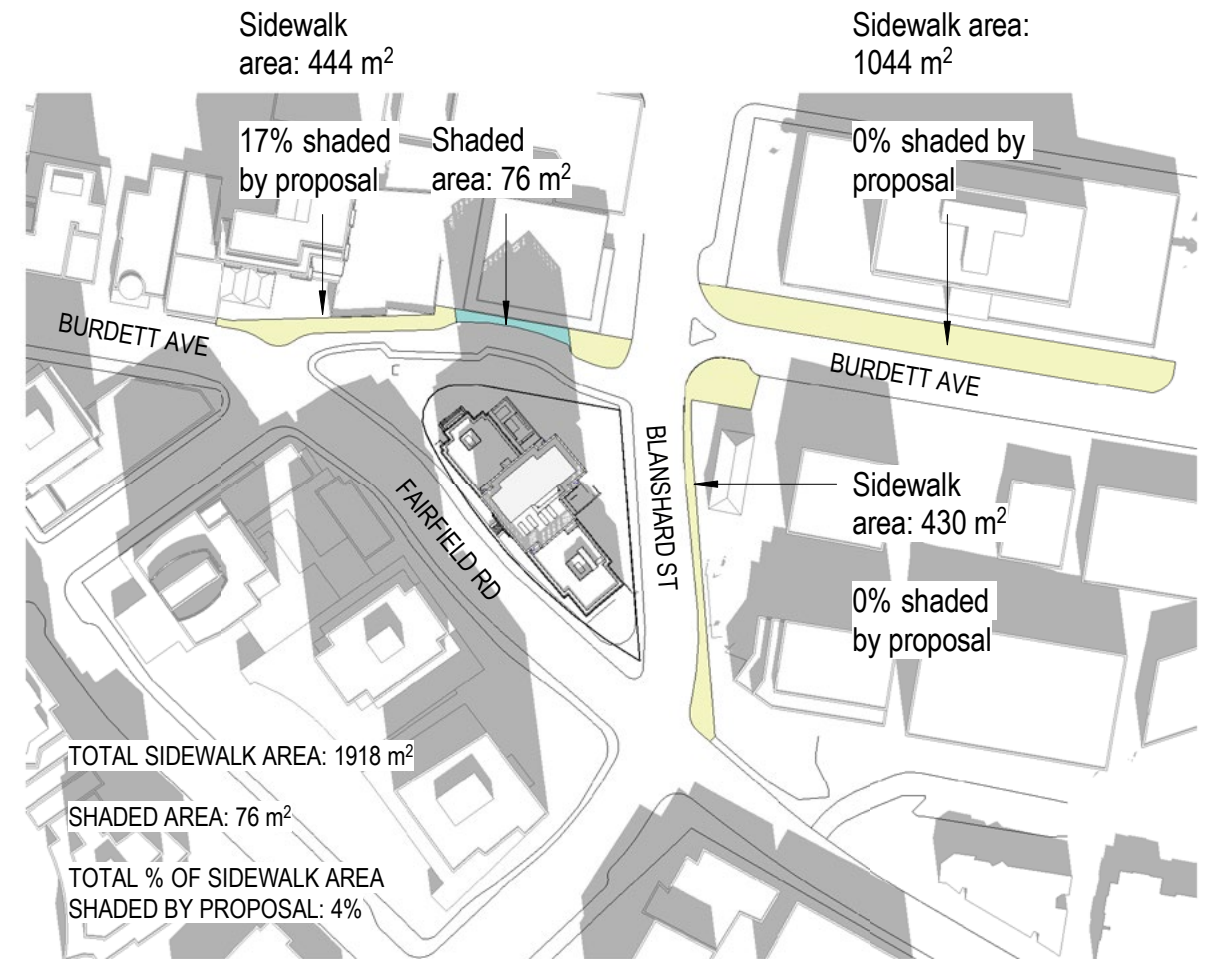 Sidewalk
area: 444 m²
Sidewalk area:
1044 m²
17% shaded
by proposal
Shaded
area: 76 m²
0% shaded by
proposal
BURDETT AVE
BURDETT AVE
BLANSHARD ST
FAIRFIELD RD
Sidewalk
area: 430 m²
0% shaded
by proposal
TOTAL SIDEWALK AREA: 1918 m²
SHADED AREA: 76 m²
TOTAL % OF SIDEWALK AREA
SHADED BY PROPOSAL: 4%